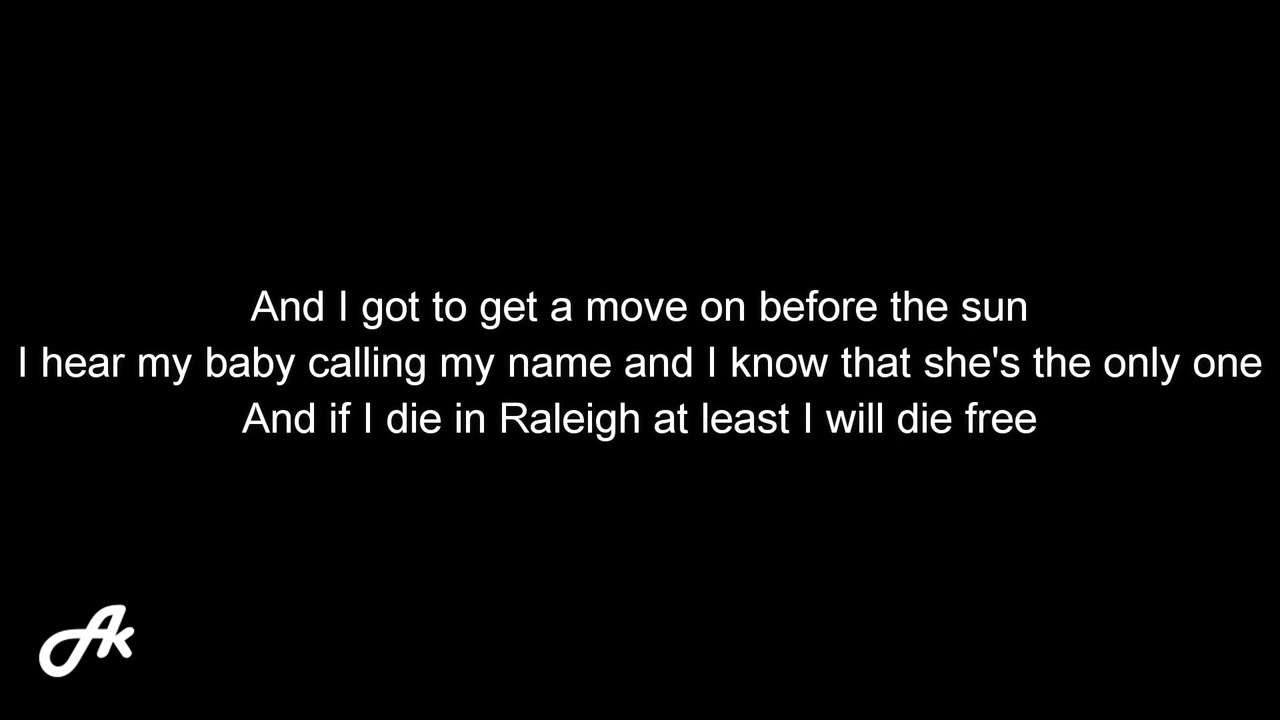 And I got to get a move on before the sun
I hear my baby calling my name and I know that she's the only one
And if I die in Raleigh at least I will die free
Ak